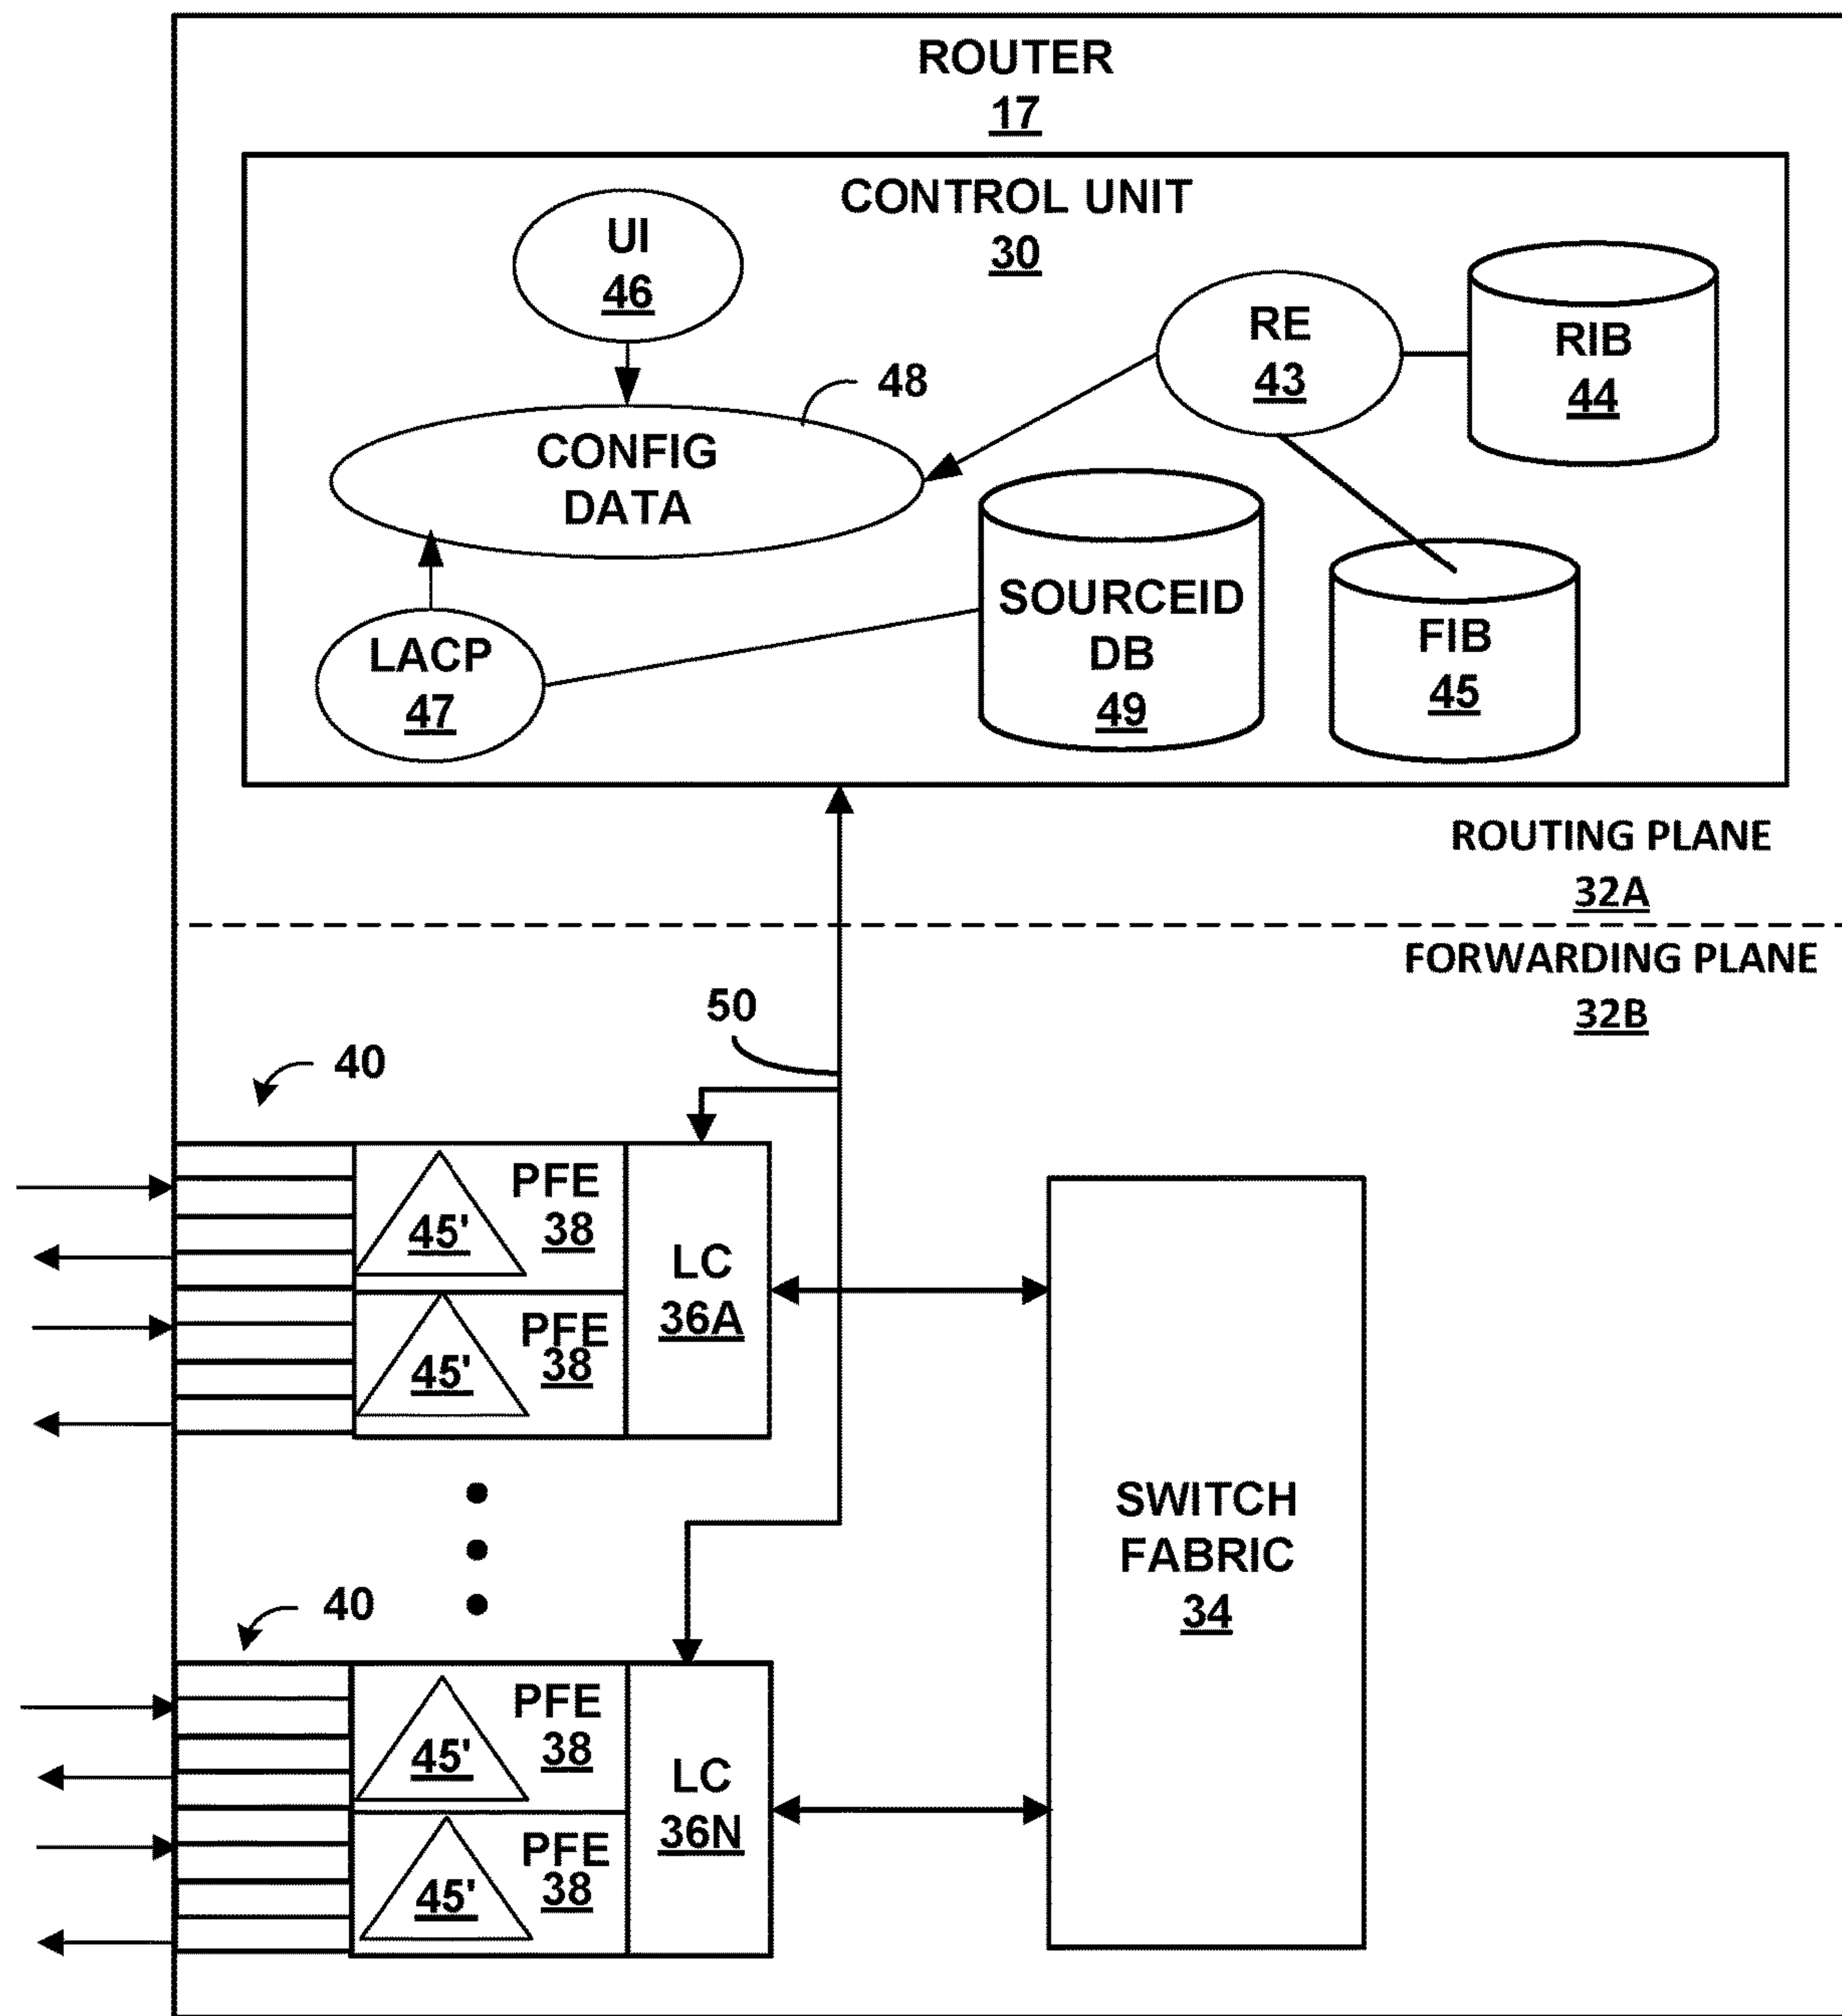 ROUTER
17
CONTROL UNIT
30
UI
46
RE
43
RIB
44
48
CONFIG
DATA
SOURCEID
DB
49
FIB
45
LACP
47
ROUTING PLANE
32A
FORWARDING PLANE
32B
50
40
PFE
38
45'
LC
36A
PFE
38
45'
SWITCH
FABRIC
34
40
PFE
38
45'
LC
36N
PFE
38
45'